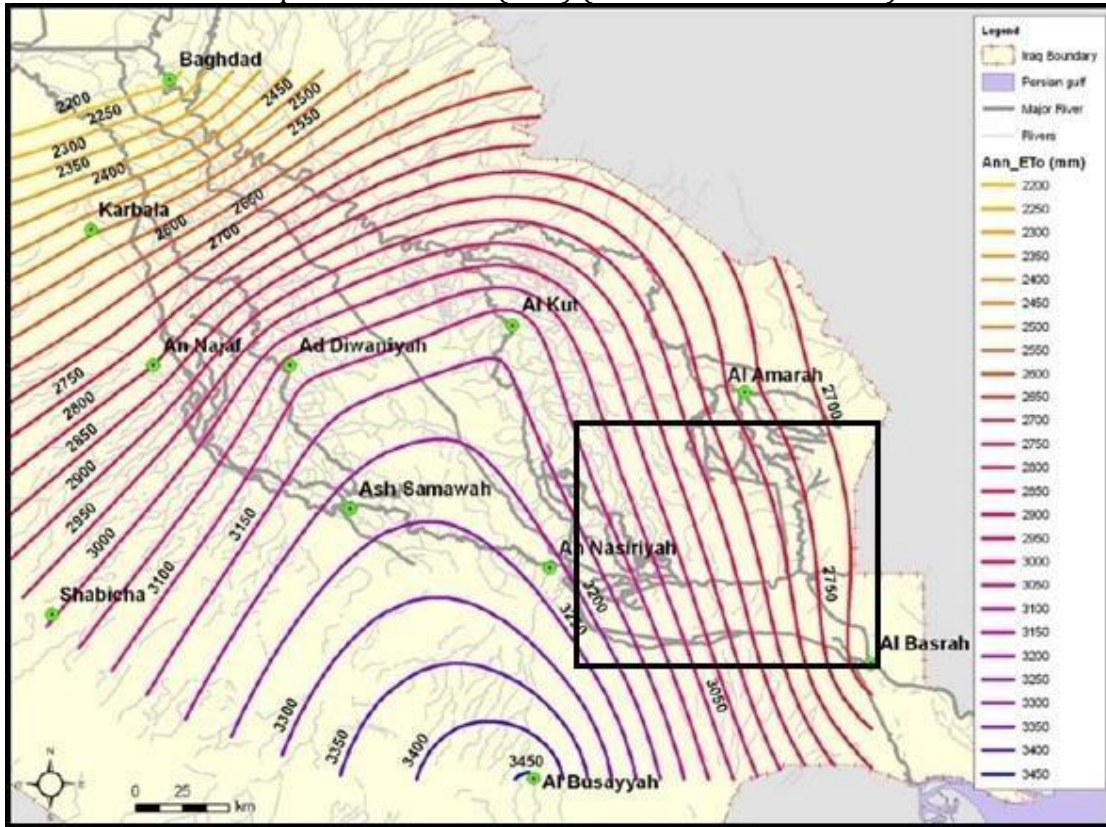 Baghdad
2200
2250
2300
2350
2400
2450
2500
2550
Karbala
2600
2650
2700
Al Kut
An Najaf
Ad Diwaniyah
Al Amarah
2700
2750
2800
2850
2900
2950
3000
3100
3150
Ash Samawah
An Nasiriyah
3200
2750
Shabicha
Al Basrah
3050
3300
3350
3400
3450
Al Busayyah
N
0 25
km
Legend
Iraq Boundary
Persian gulf
Major River
Rivers
Ann_ETo (mm)
2200
2250
2300
2350
2400
2450
2500
2550
2600
2650
2700
2750
2800
2850
2900
2950
3000
3050
3100
3150
3200
3250
3300
3350
3400
3450